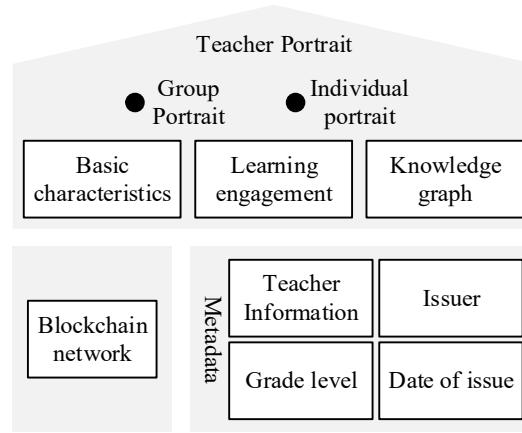 Teacher Portrait
Group
Portrait
Individual
portrait
Basic
characteristics
Learning
engagement
Knowledge
graph
Blockchain
network
Metadata
Teacher
Information
Issuer
Grade level
Date of issue